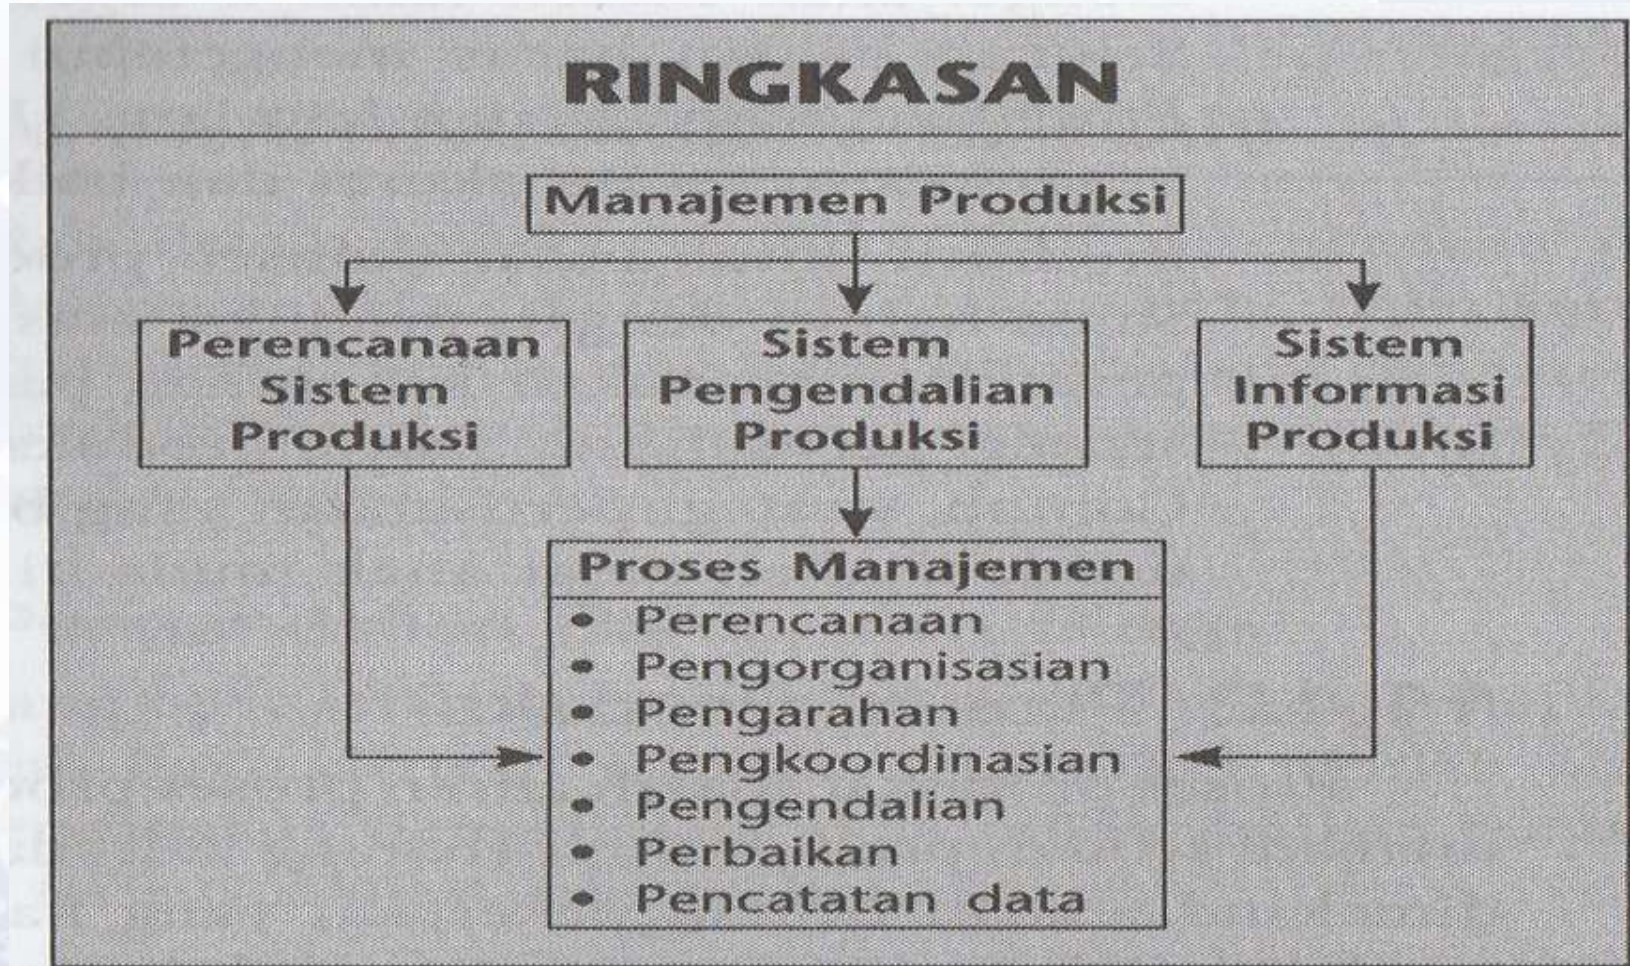 RINGKASAN
Manajemen Produksi
Perencanaan
Sistem
Produksi
Sistem
Pengendalian
Produksi
Sistem
Informasi
Produksi
Proses Manajemen
• Perencanaan
• Pengorganisasian
• Pengarahan
• Pengkoordinasian
• Pengendalian
• Perbaikan
• Pencatatan data